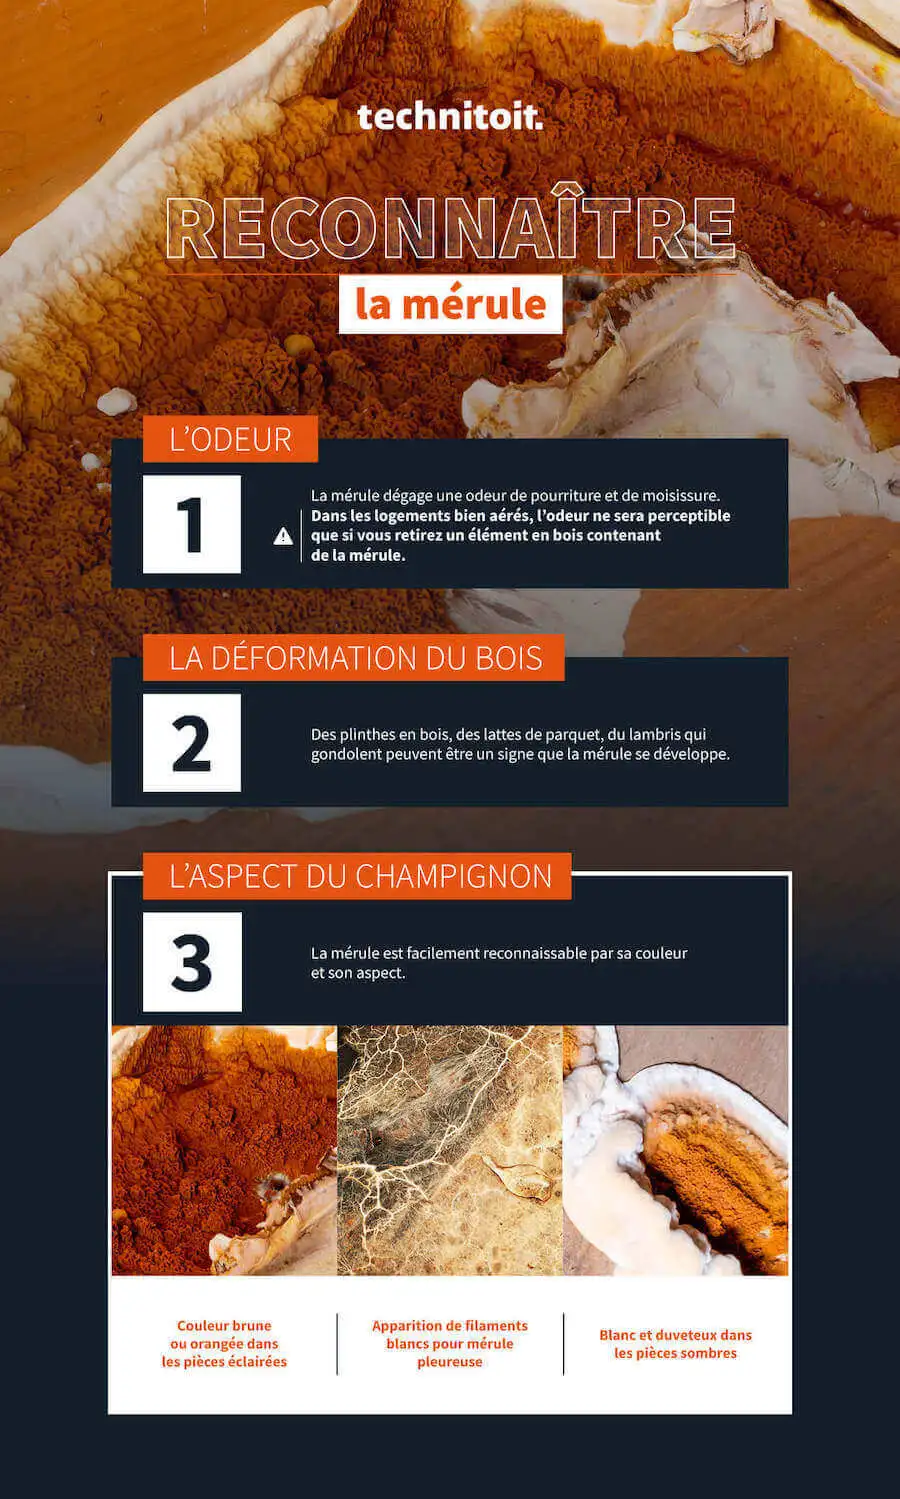 technitoit.
RECONNAÎTRE
la mérule
L'ODEUR
1
La mérule dégage une odeur de pourriture et de moisissure.
Dans les logements bien aérés, l'odeur ne sera perceptible
que si vous retirez un élément en bois contenant
de la mérule.
LA DÉFORMATION DU BOIS
2
Des plinthes en bois, des lattes de parquet, du lambris qui
gondolent peuvent être un signe que la mérule se développe.
L'ASPECT DU CHAMPIGNON
3
La mérule est facilement reconnaissable par sa couleur
et son aspect.
Couleur brune
ou orangée dans
les pièces éclairées
Apparition de filaments
blancs pour mérule
pleureuse
Blanc et duveteux dans
les pièces sombres